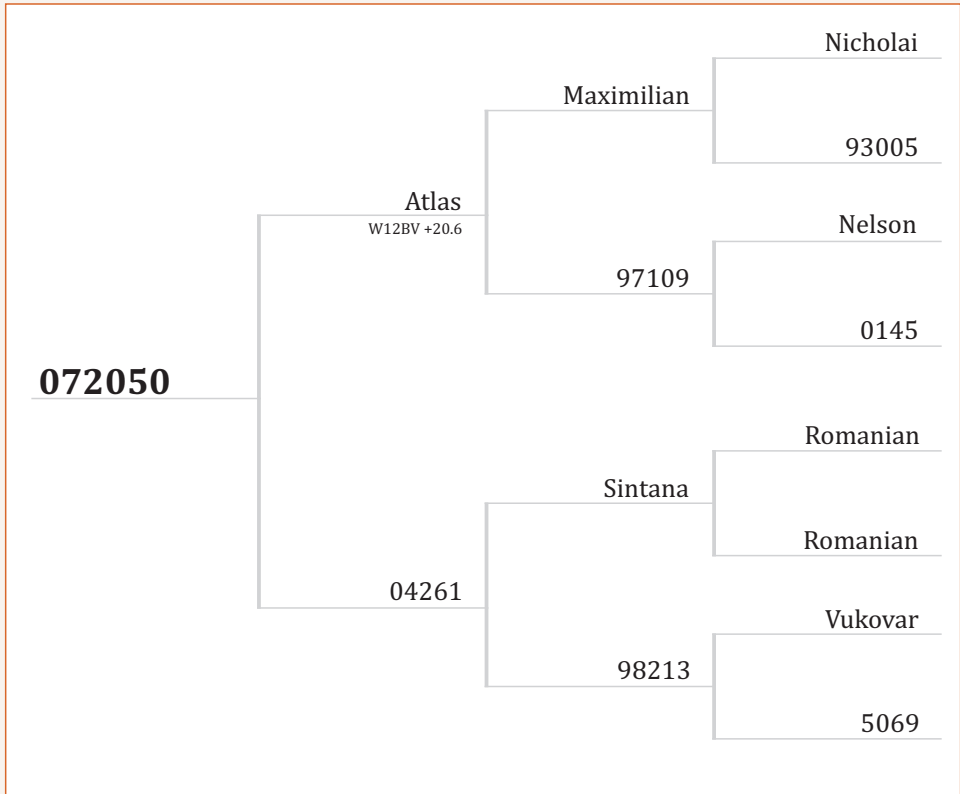 Nicholai
Maximilian
93005
Atlas
W12BV +20.6
Nelson
97109
0145
072050
Romanian
Sintana
Romanian
04261
Vukovar
98213
5069